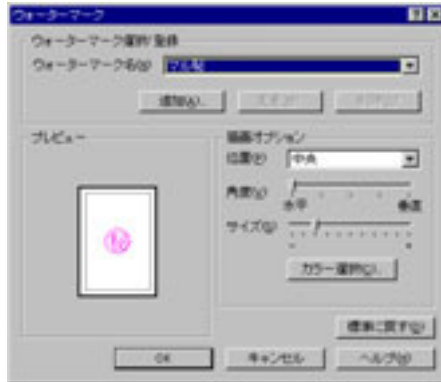 ウォーターマーク
ウォーターマーク選択/登録
ウォーターマーク名(W) マル秘
追加(A)...
プレビュー
描画オプション
位置(P) 中央
角度(V)
水平 垂直
サイズ(S)
カラー選択(C)...
標準に戻す(D)
OK キャンセル ヘルプ(H)